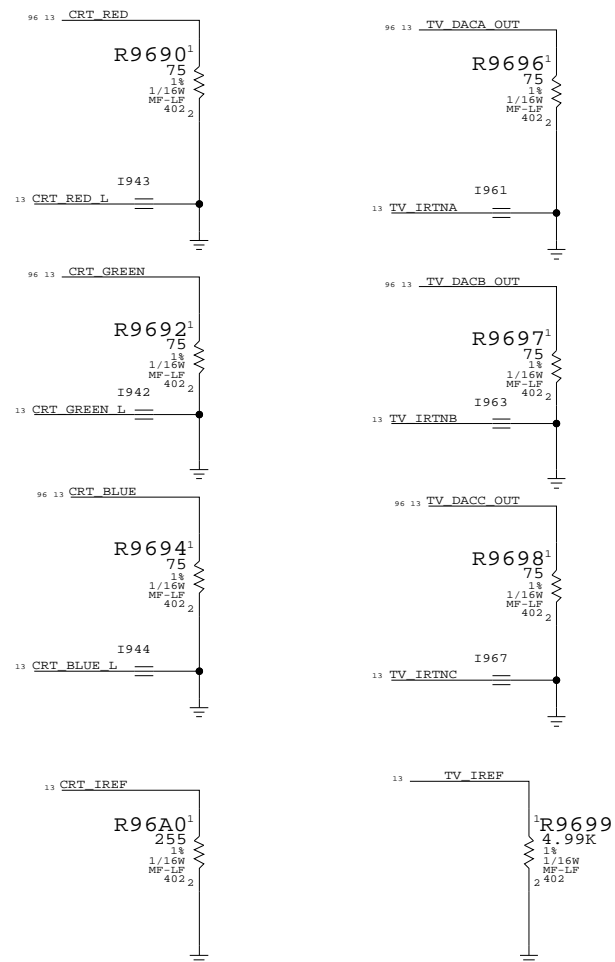 96 13 CRT_RED
R9690 1
75
1%
1/16W
MF-LF
402 2
I943
13 CRT_RED_L
96 13 CRT_GREEN
R9692 1
75
1%
1/16W
MF-LF
402 2
I942
13 CRT_GREEN_L
96 13 CRT_BLUE
R9694 1
75
1%
1/16W
MF-LF
402 2
I944
13 CRT_BLUE_L
13 CRT_IREF
R96A0 1
255
1%
1/16W
MF-LF
402 2
96 13 TV_DACA_OUT
R9696 1
75
1%
1/16W
MF-LF
402 2
I961
13 TV_IRTNA
96 13 TV_DACB_OUT
R9697 1
75
1%
1/16W
MF-LF
402 2
I963
13 TV_IRTNB
96 13 TV_DACC_OUT
R9698 1
75
1%
1/16W
MF-LF
402 2
I967
13 TV_IRTNC
13 TV_IREF
1 R9699
4.99K
1%
1/16W
MF-LF
2 402